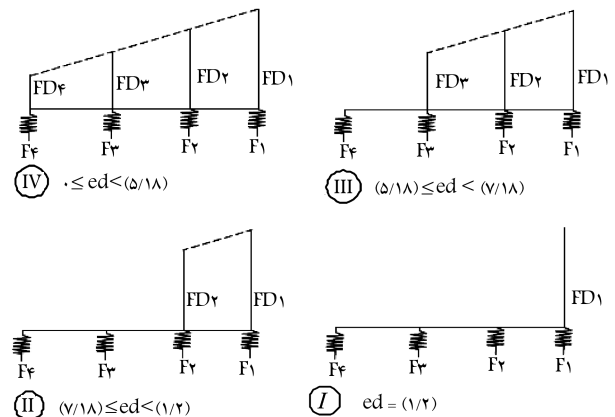 FD۴ FD۳ FD۲ FD۱
F۴ F۳ F۲ F۱
IV ۰≤ ed<(۵/۱۸)
FD۳ FD۲ FD۱
F۴ F۳ F۲ F۱
III (۵/۱۸)≤ed < (۷/۱۸)
FD۲ FD۱
F۴ F۳ F۲ F۱
II (۷/۱۸)≤ed<(۱/۲)
FD۱
F۴ F۳ F۲ F۱
I ed = (۱/۲)